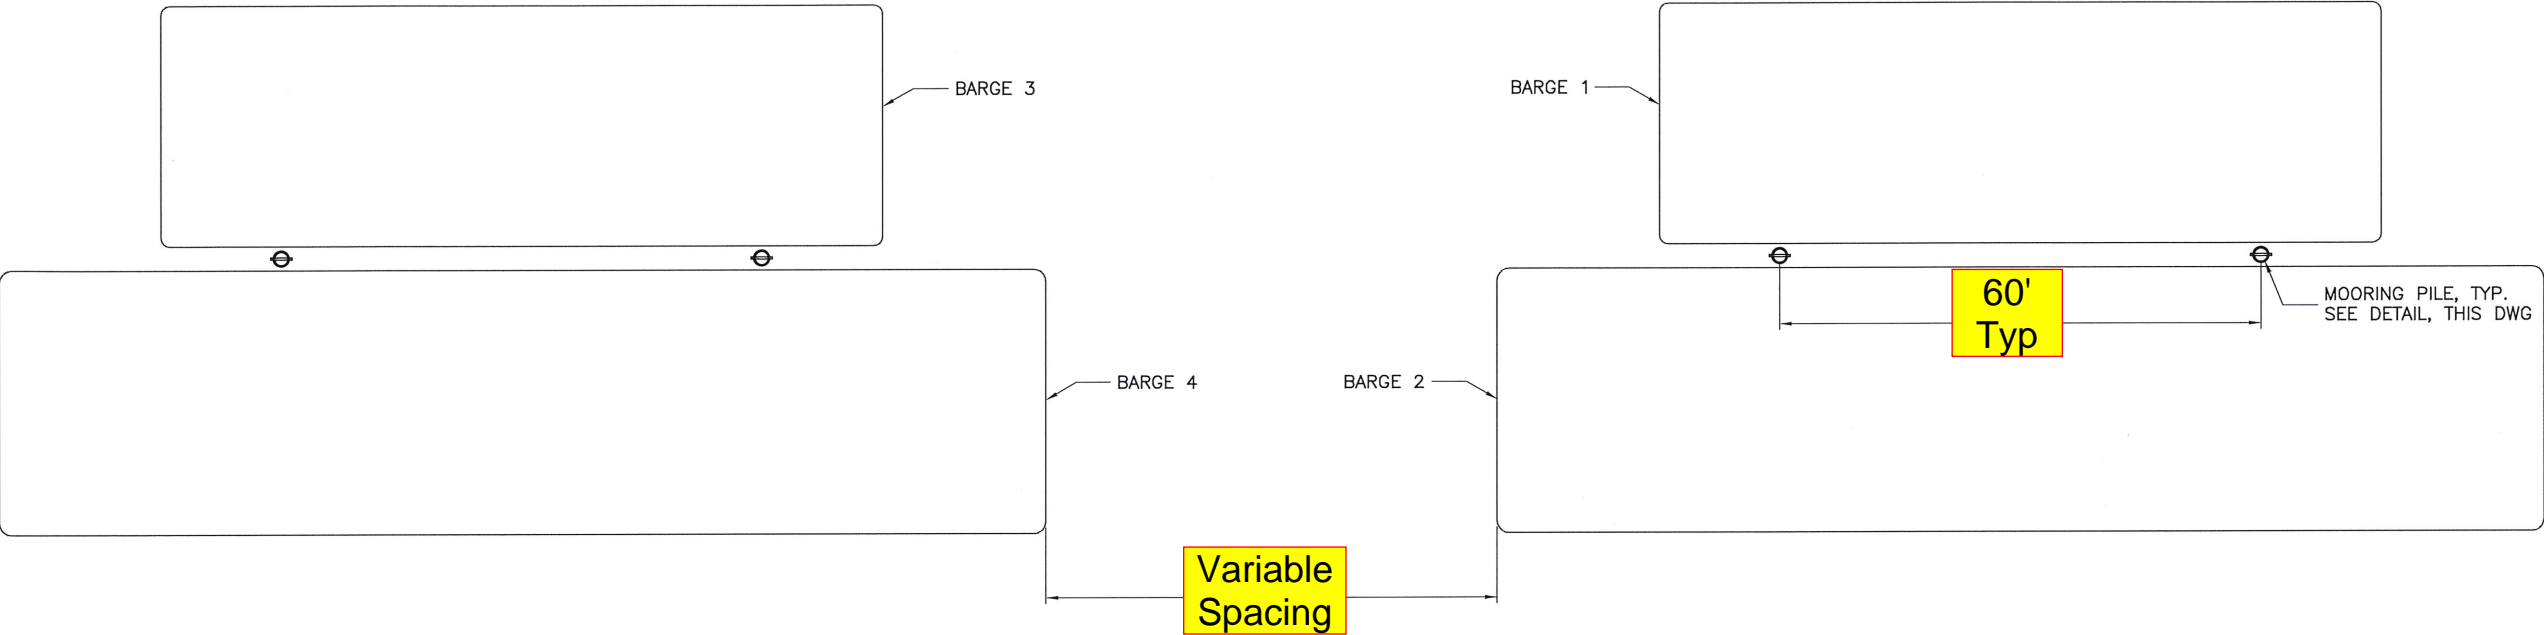 BARGE 3
BARGE 1
60'
Typ
MOORING PILE, TYP.
SEE DETAIL, THIS DWG
BARGE 4
BARGE 2
Variable
Spacing